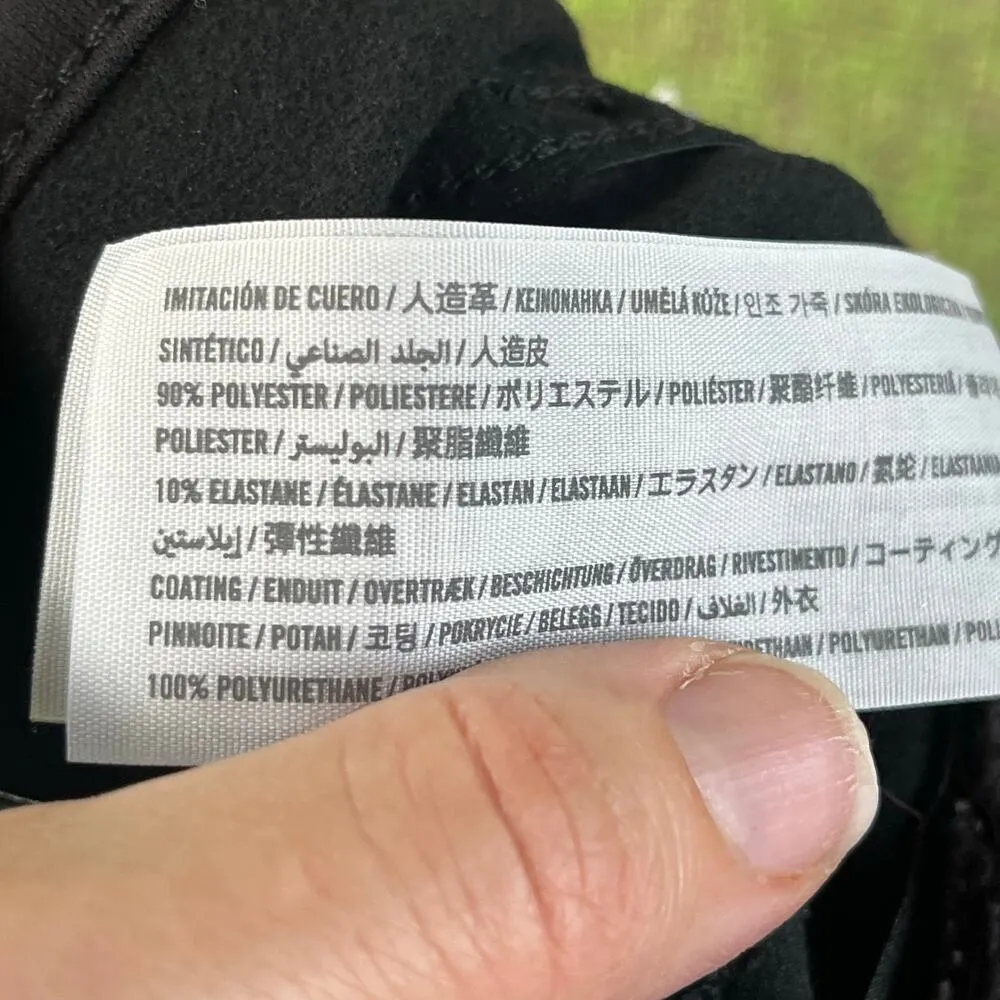 IMITACIÓN DE CUERO / 人造革 / KEINONAHKA / UMĚLÁ KŮŽE / 인조 가죽 / SKÓRA EKOLOGICZNA
SINTÉTICO / الجلد الصناعي / 人造皮
90% POLYESTER / POLIESTERE / ポリエステル / POLIÉSTER / 聚酯纤维 / POLYESTERIÄ /
POLIESTER / البوليستر / 聚脂纖維
10% ELASTANE / ÉLASTANE / ELASTAN / ELASTAAN / エラスタン / ELASTANO / 氨纶 / ELASTAANIA
إيلاستين / 彈性纖維
COATING / ENDUIT / OVERTRÆK / BESCHICHTUNG / ÖVERDRAG / RIVESTIMENTO / コーティング
PINNOITE / POTAH / 코팅 / POKRYCIE / BELEGG / TECIDO / الغلاف / 外衣
100% POLYURETHANE / / POLYURETHAN /